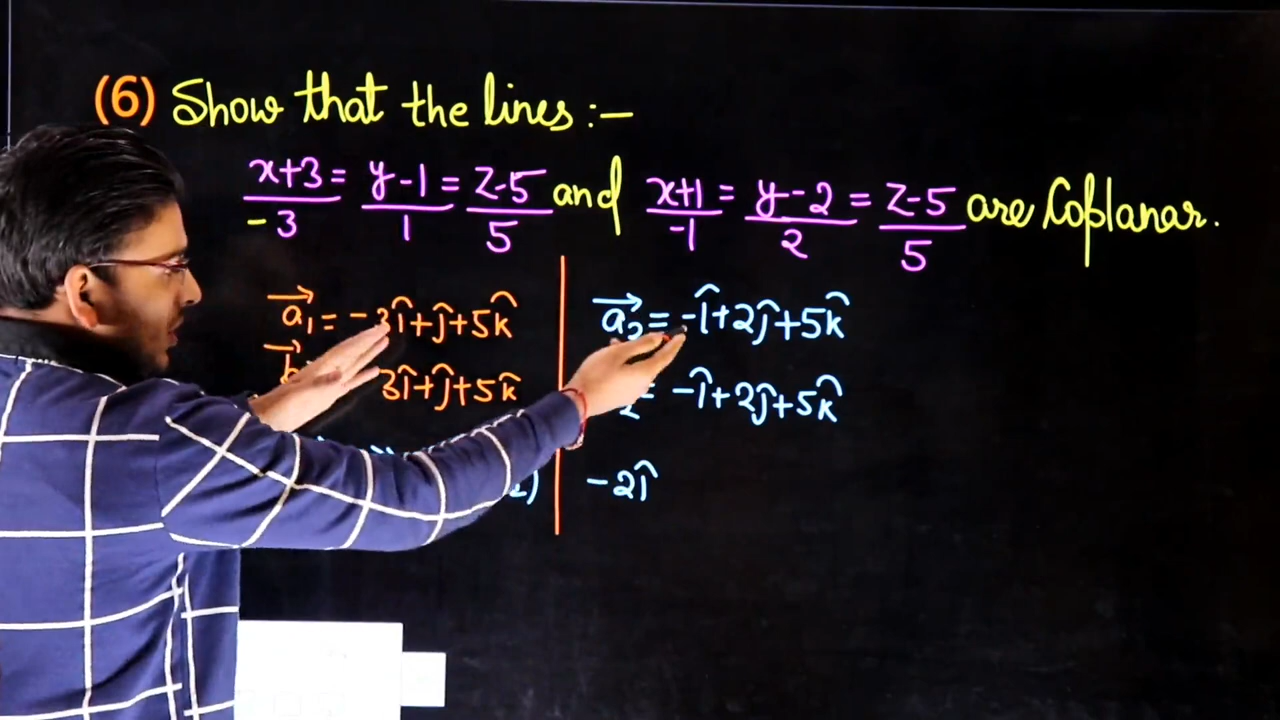 (6) Show that the lines :-
x+3/-3 = y-1/1 = z-5/5 and x+1/-1 = y-2/2 = z-5/5 are Coplanar.
a₁ = -3î+ĵ+5k̂
a₂ = -î+2ĵ+5k̂
3î+ĵ+5k̂
₂ = -î+2ĵ+5k̂
-2î